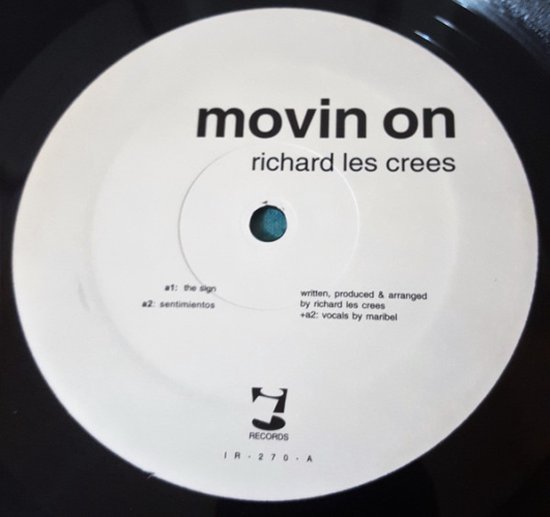 movin on
richard les crees
a1: the sign
a2: sentimientos
written, produced & arranged
by richard les crees
+a2: vocals by maribel
RECORDS
IR-270-A